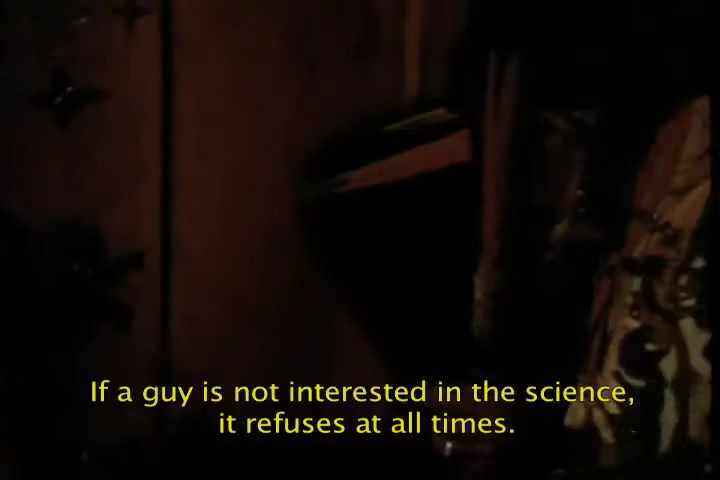 If a guy is not interested in the science,
it refuses at all times.